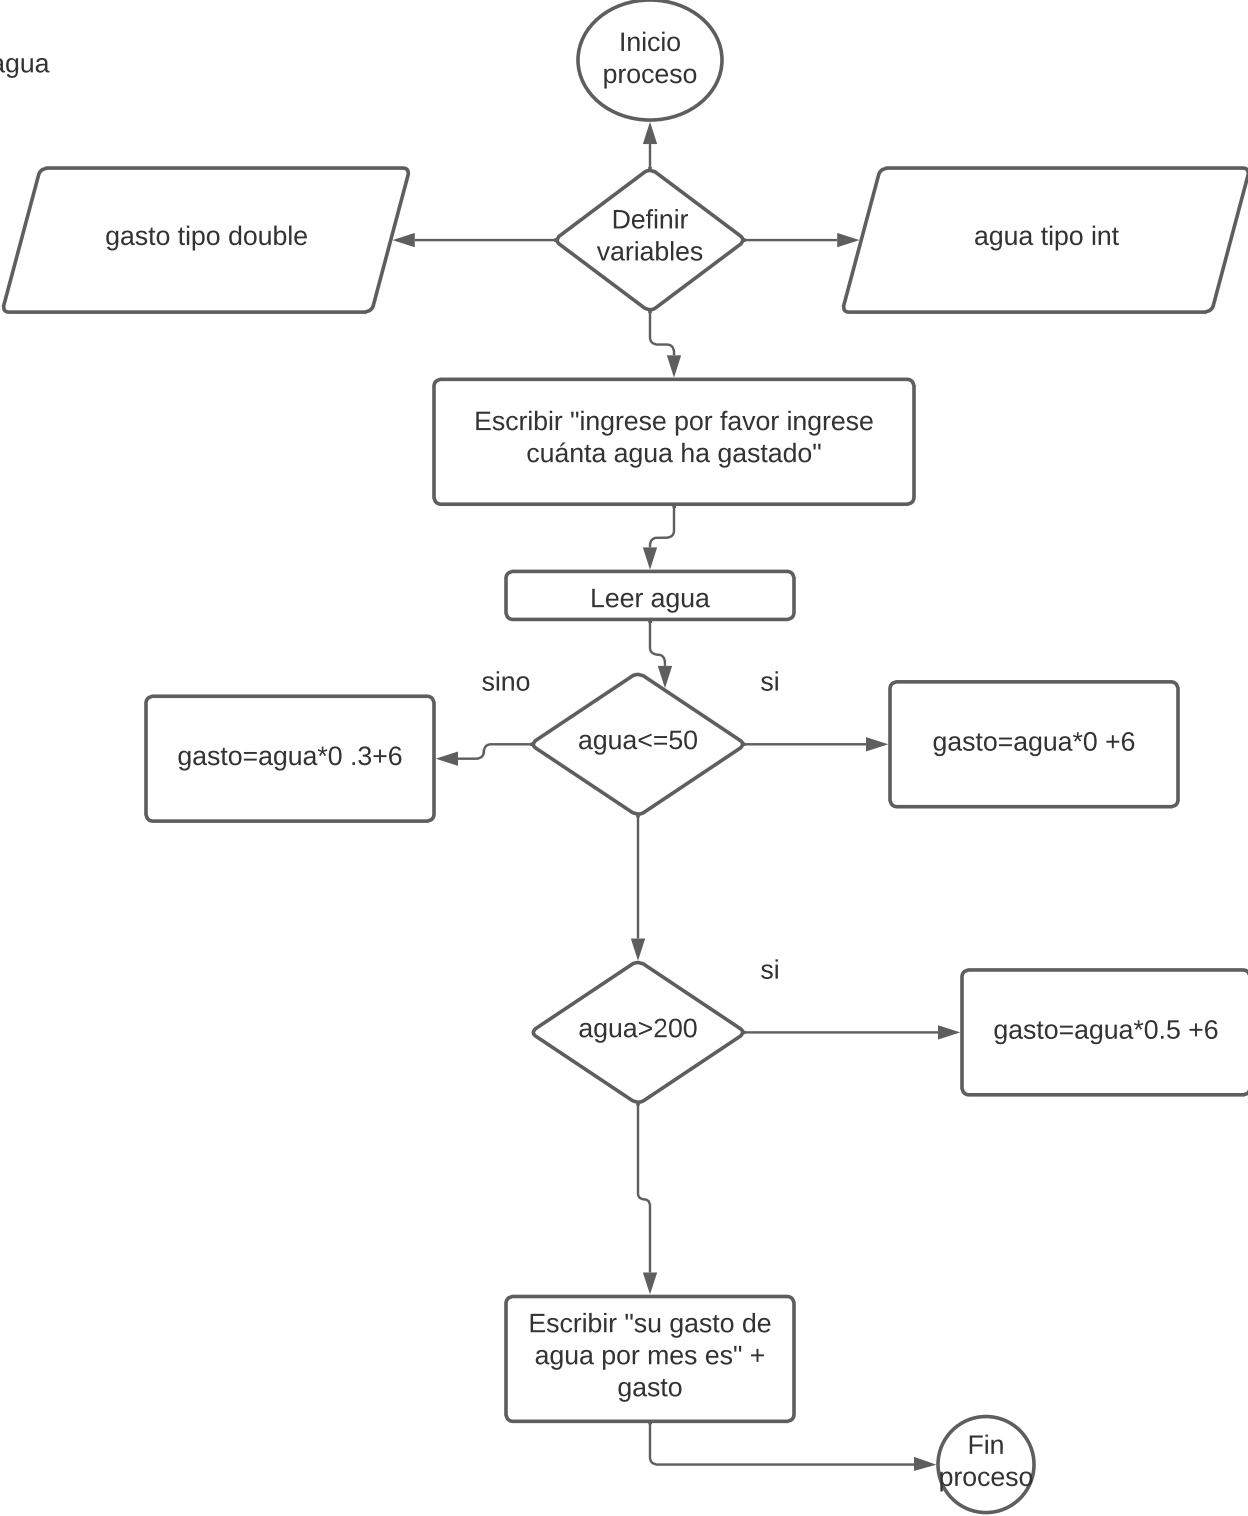 Inicio
proceso
agua
gasto tipo double
Definir
variables
agua tipo int
Escribir "ingrese por favor ingrese
cuánta agua ha gastado"
Leer agua
sino
si
gasto=agua*0 .3+6
agua<=50
gasto=agua*0 +6
si
agua>200
gasto=agua*0.5 +6
Escribir "su gasto de
agua por mes es" +
gasto
Fin
proceso